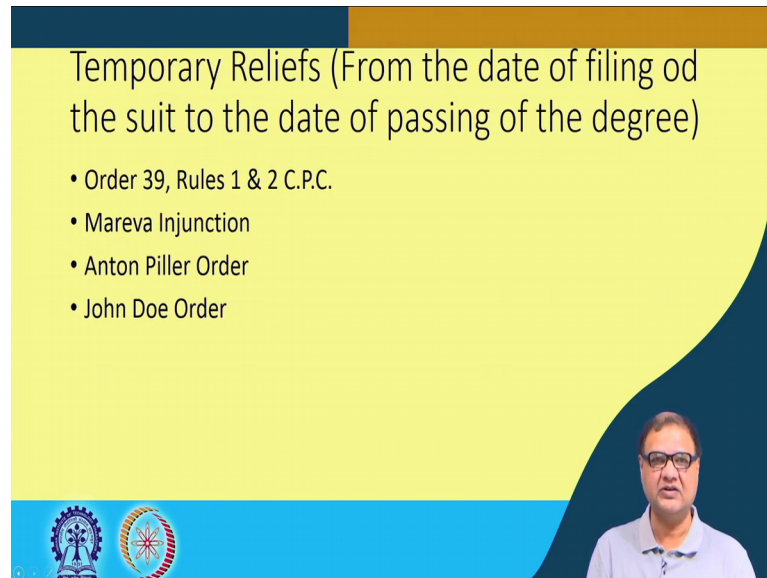 Temporary Reliefs (From the date of filing od
the suit to the date of passing of the degree)
• Order 39, Rules 1 & 2 C.P.C.
• Mareva Injunction
• Anton Piller Order
• John Doe Order